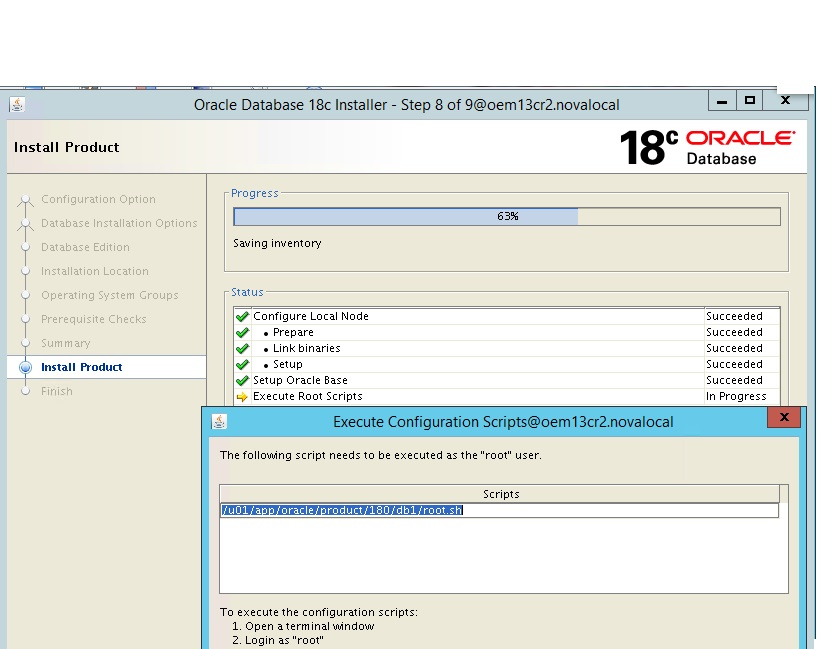 Oracle Database 18c Installer - Step 8 of 9@oem13cr2.novalocal
Install Product
18c ORACLE
Database
Configuration Option
Database Installation Options
Database Edition
Installation Location
Operating System Groups
Prerequisite Checks
Summary
Install Product
Finish
Progress
63%
Saving inventory
Status
Configure Local Node Succeeded
• Prepare Succeeded
• Link binaries Succeeded
• Setup Succeeded
Setup Oracle Base Succeeded
Execute Root Scripts In Progress
Execute Configuration Scripts@oem13cr2.novalocal
The following script needs to be executed as the "root" user.
Scripts
/u01/app/oracle/product/180/db1/root.sh
To execute the configuration scripts:
1. Open a terminal window
2. Login as "root"